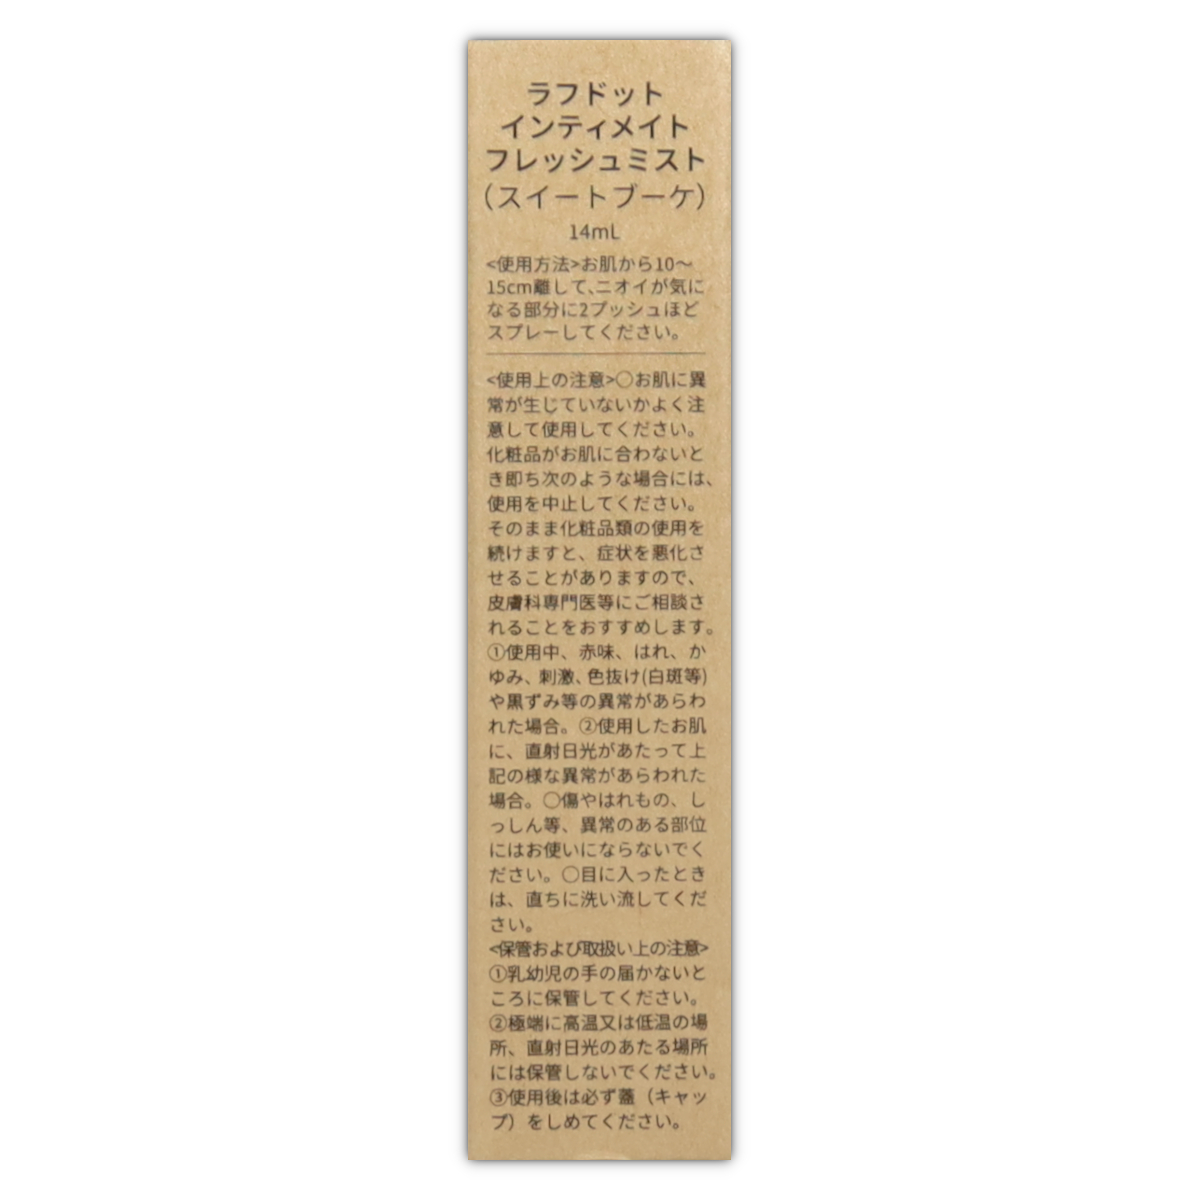 ラフドット
インティメイト
フレッシュミスト
（スイートブーケ）
14mL
<使用方法>お肌から10～
15cm離して、ニオイが気に
なる部分に2プッシュほど
スプレーしてください。
<使用上の注意>○お肌に異
常が生じていないかよく注
意して使用してください。
化粧品がお肌に合わないと
き即ち次のような場合には、
使用を中止してください。
そのまま化粧品類の使用を
続けますと、症状を悪化さ
せることがありますので、
皮膚科専門医等にご相談さ
れることをおすすめします。
①使用中、赤味、はれ、か
ゆみ、刺激、色抜け(白斑等)
や黒ずみ等の異常があらわ
れた場合。②使用したお肌
に、直射日光があたって上
記の様な異常があらわれた
場合。○傷やはれもの、し
っしん等、異常のある部位
にはお使いにならないでく
ださい。○目に入ったとき
は、直ちに洗い流してくだ
さい。
<保管および取扱い上の注意>
①乳幼児の手の届かないと
ころに保管してください。
②極端に高温又は低温の場
所、直射日光のあたる場所
には保管しないでください。
③使用後は必ず蓋（キャッ
プ）をしめてください。